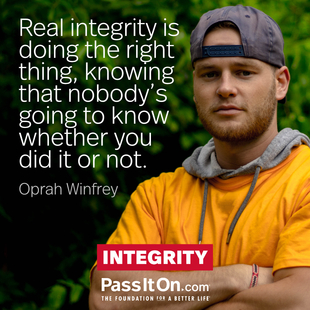 Real integrity is
doing the right
thing, knowing
that nobody's
going to know
whether you
did it or not.
Oprah Winfrey
INTEGRITY
PassItOn.com
THE FOUNDATION FOR A BETTER LIFE